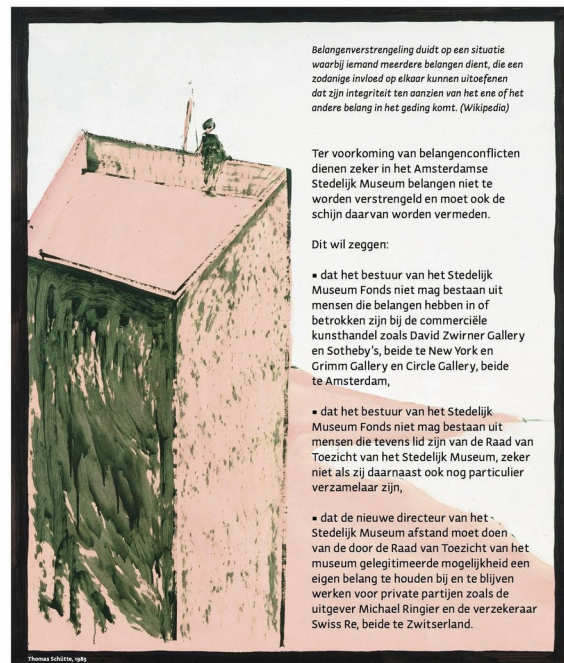 Belangenverstrengeling duidt op een situatie
waarbij iemand meerdere belangen dient, die een
zodanige invloed op elkaar kunnen uitoefenen
dat zijn integriteit ten aanzien van het ene of het
andere belang in het geding komt. (Wikipedia)
Ter voorkoming van belangenconflicten
dienen zeker in het Amsterdamse
Stedelijk Museum belangen niet te
worden verstrengeld en moet ook de
schijn daarvan worden vermeden.
Dit wil zeggen:
▪ dat het bestuur van het Stedelijk
Museum Fonds niet mag bestaan uit
mensen die belangen hebben in of
betrokken zijn bij de commerciële
kunsthandel zoals David Zwirner Gallery
en Sotheby's, beide te New York en
Grimm Gallery en Circle Gallery, beide
te Amsterdam,
▪ dat het bestuur van het Stedelijk
Museum Fonds niet mag bestaan uit
mensen die tevens lid zijn van de Raad van
Toezicht van het Stedelijk Museum, zeker
niet als zij daarnaast ook nog particulier
verzamelaar zijn,
▪ dat de nieuwe directeur van het
Stedelijk Museum afstand moet doen
van de door de Raad van Toezicht van het
museum gelegitimeerde mogelijkheid een
eigen belang te houden bij en te blijven
werken voor private partijen zoals de
uitgever Michael Ringier en de verzekeraar
Swiss Re, beide te Zwitserland.
Thomas Schütte, 1985